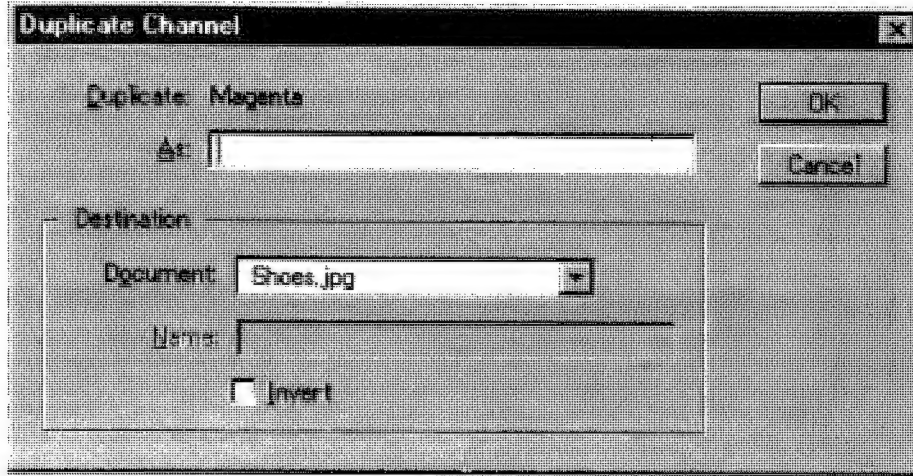 Duplicate Channel
Duplicate: Magenta
OK
As:
Cancel
Destination
Document: Shoes.jpg
Name:
Invert